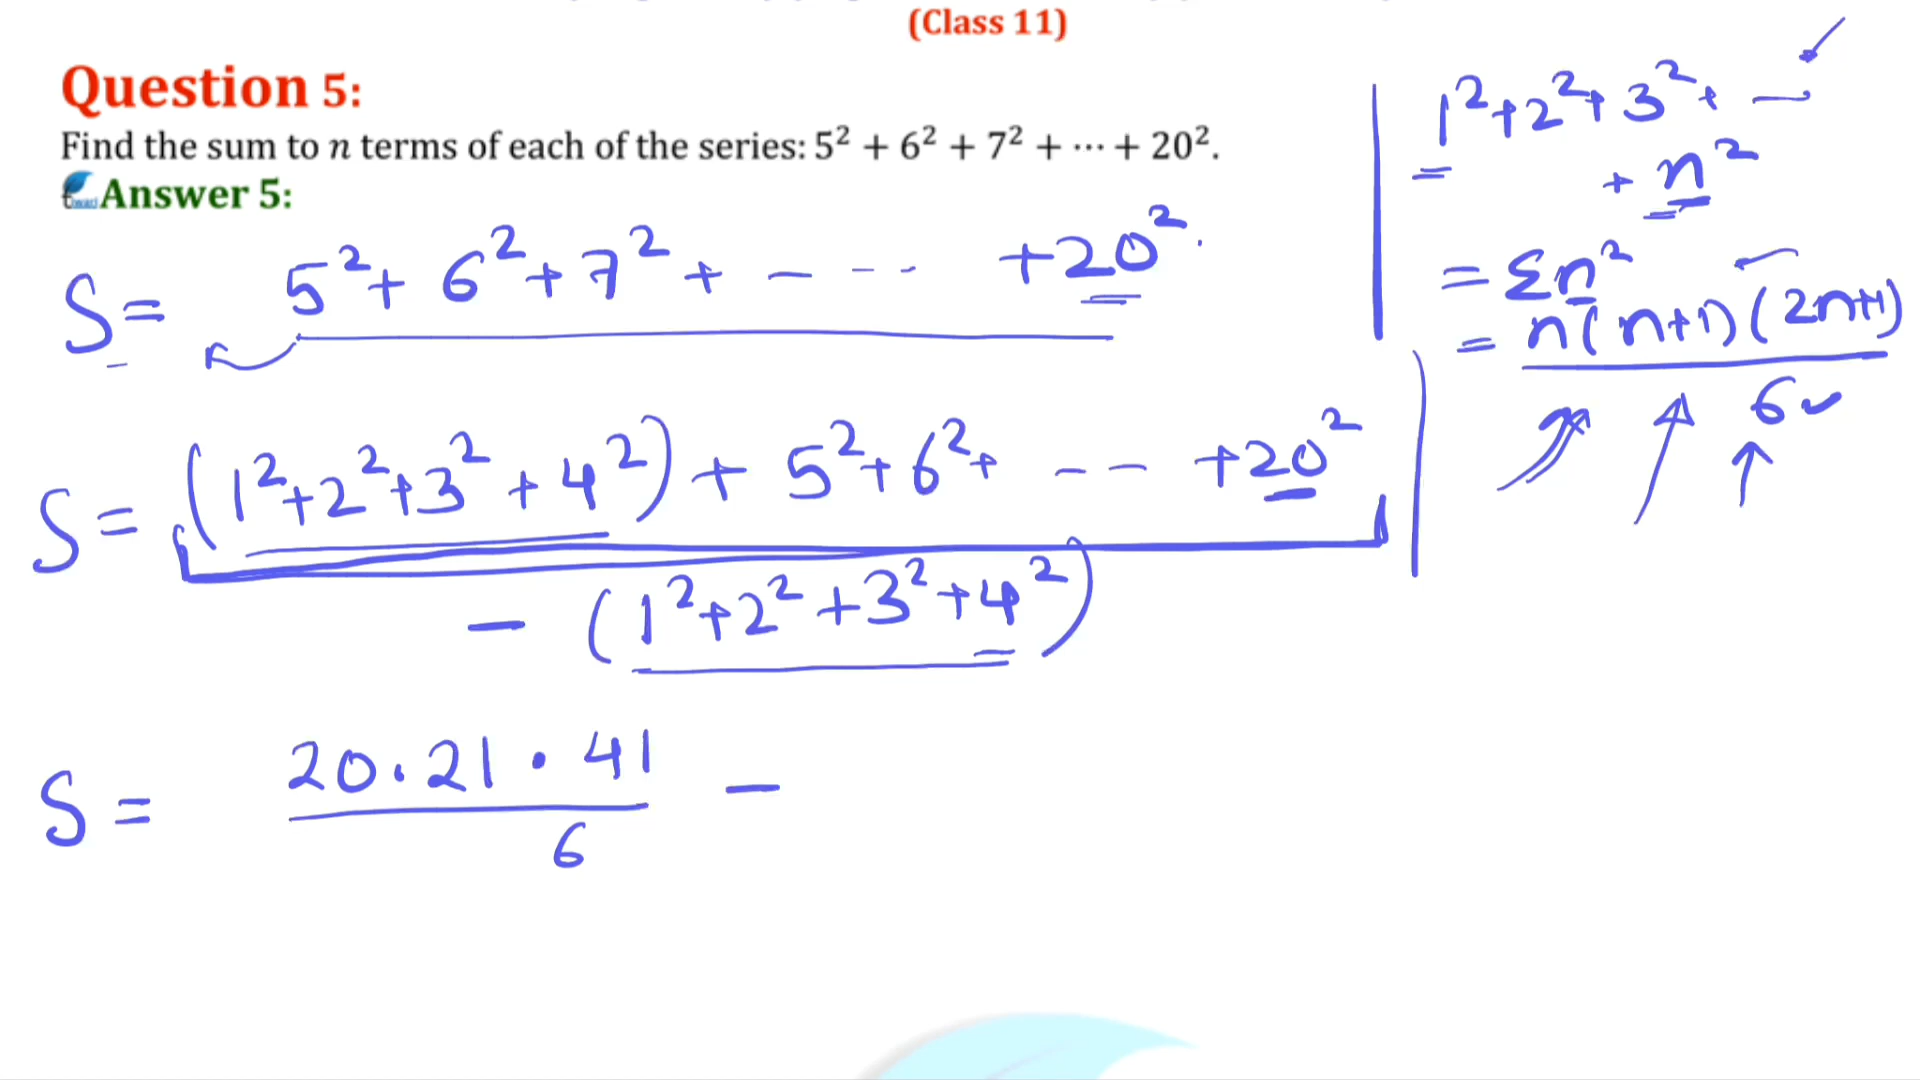 (Class 11)
Question 5:
Find the sum to n terms of each of the series: 5² + 6² + 7² + ⋯ + 20².
Answer 5:
S = 5² + 6² + 7² + - - - - + 20².
S = (1² + 2² + 3² + 4²) + 5² + 6² + - - + 20²
- (1² + 2² + 3² + 4²)
S = 20·21·41 / 6 -
1² + 2² + 3² + -
+ n²
= Σn²
= n(n+1)(2n+1)
6